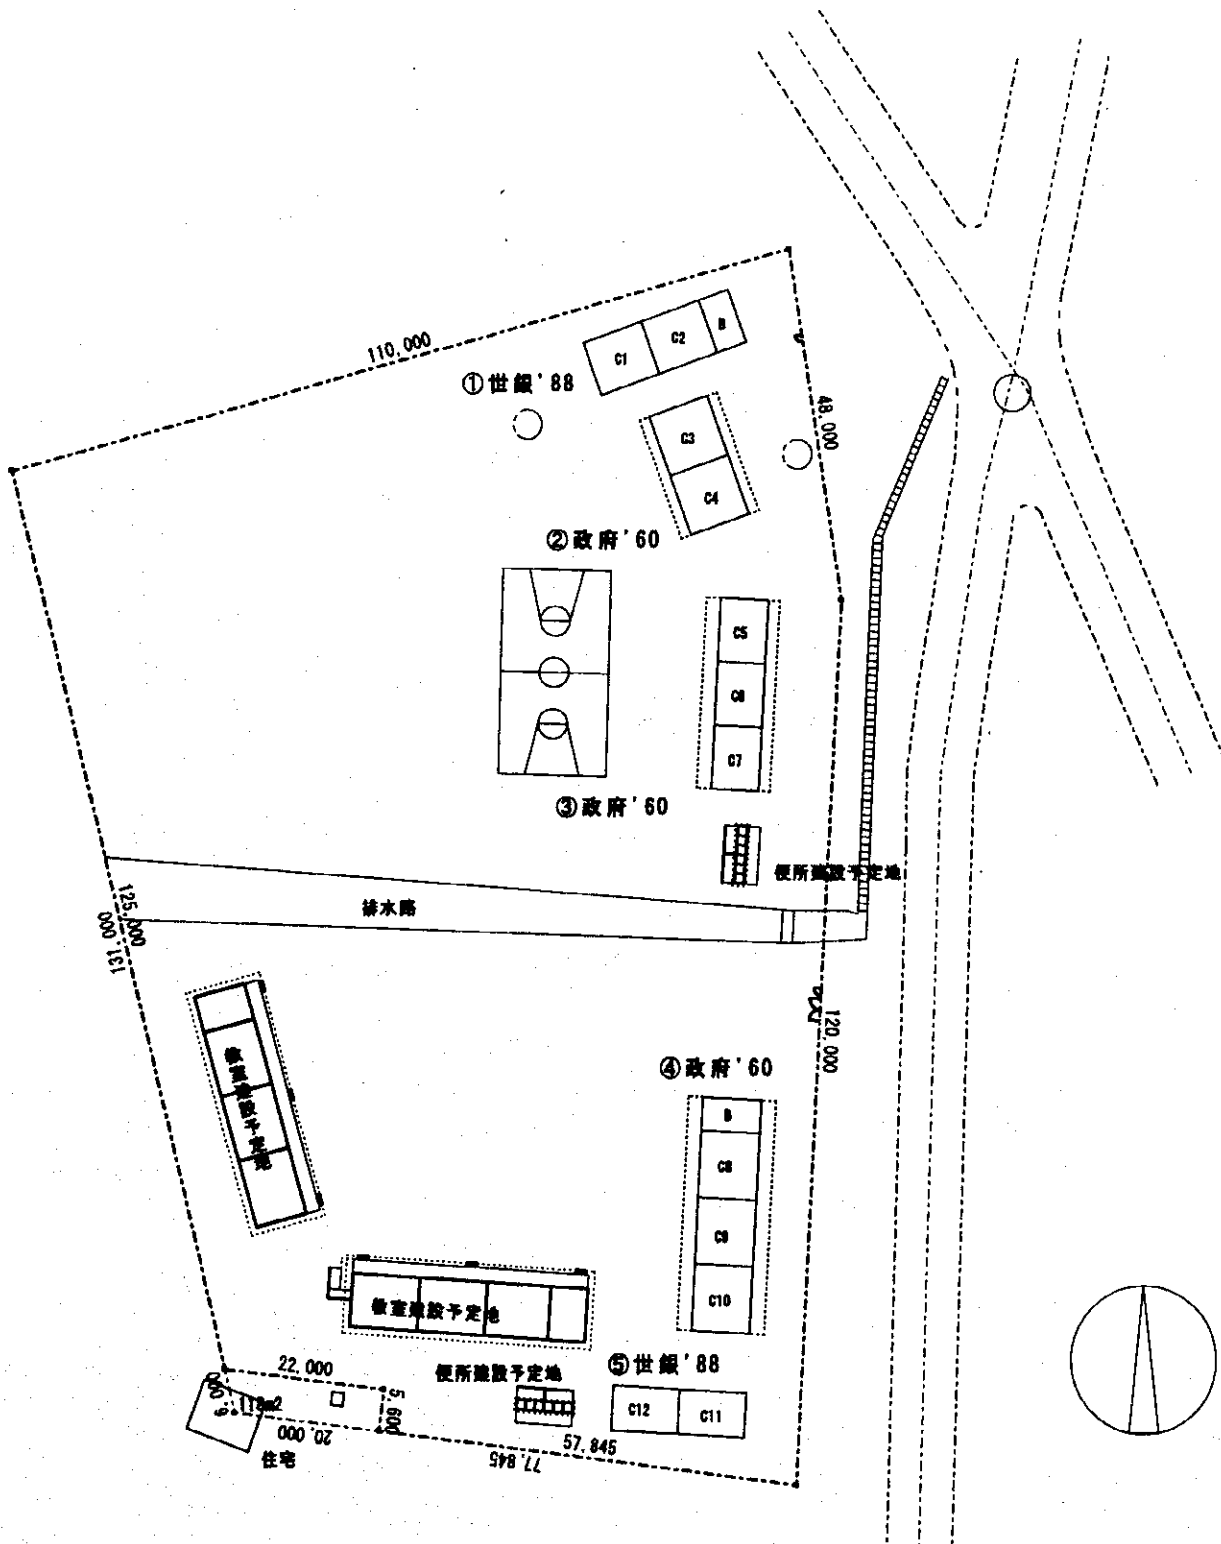 110,000
①世銀'88
C1
C2
B
48,000
C3
C4
②政府'60
C5
C6
C7
③政府'60
便所建設予定地
排水路
125,000
131,000
120,000
④政府'60
教室建設予定地
B
C8
C9
C10
教室建設予定地
便所建設予定地
⑤世銀'88
22,000
5,600
6,000
118m2
20,000
住宅
C12
C11
57,845
77,845